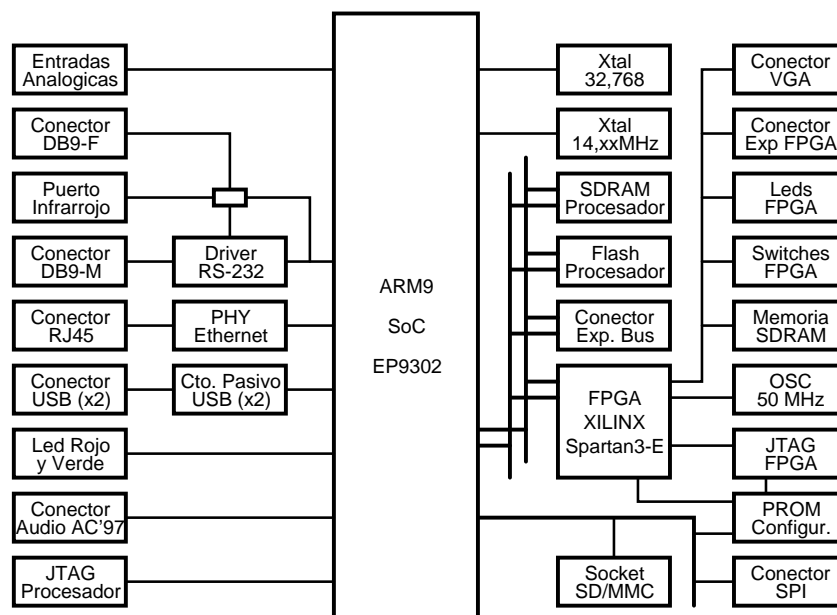 Entradas
Analogicas
Conector
DB9-F
Puerto
Infrarrojo
Conector
DB9-M
Driver
RS-232
Conector
RJ45
PHY
Ethernet
Conector
USB (x2)
Cto. Pasivo
USB (x2)
Led Rojo
y Verde
Conector
Audio AC'97
JTAG
Procesador
ARM9
SoC
EP9302
Xtal
32,768
Xtal
14,xxMHz
SDRAM
Procesador
Flash
Procesador
Conector
Exp. Bus
FPGA
XILINX
Spartan3-E
Socket
SD/MMC
Conector
VGA
Conector
Exp FPGA
Leds
FPGA
Switches
FPGA
Memoria
SDRAM
OSC
50 MHz
JTAG
FPGA
PROM
Configur.
Conector
SPI